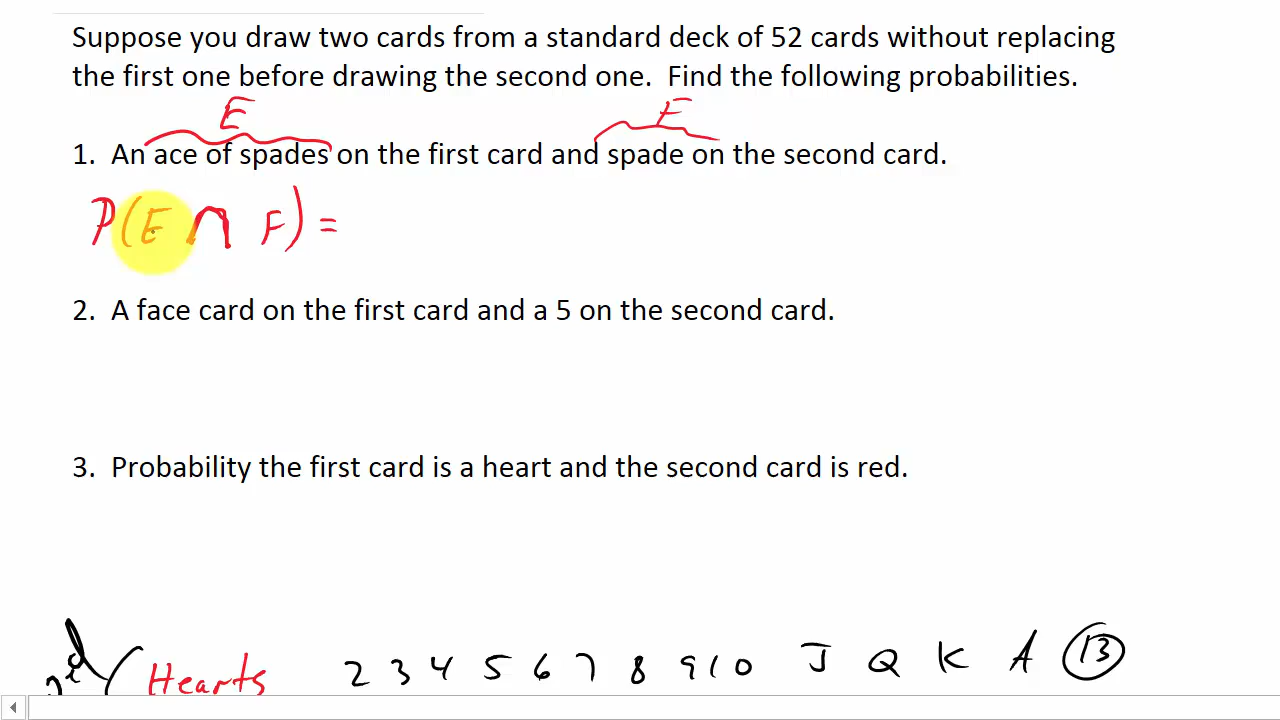 Suppose you draw two cards from a standard deck of 52 cards without replacing
the first one before drawing the second one. Find the following probabilities.
E F
1. An ace of spades on the first card and spade on the second card.
P(E ∩ F) =
2. A face card on the first card and a 5 on the second card.
3. Probability the first card is a heart and the second card is red.
Hearts 2 3 4 5 6 7 8 9 10 J Q K A 13